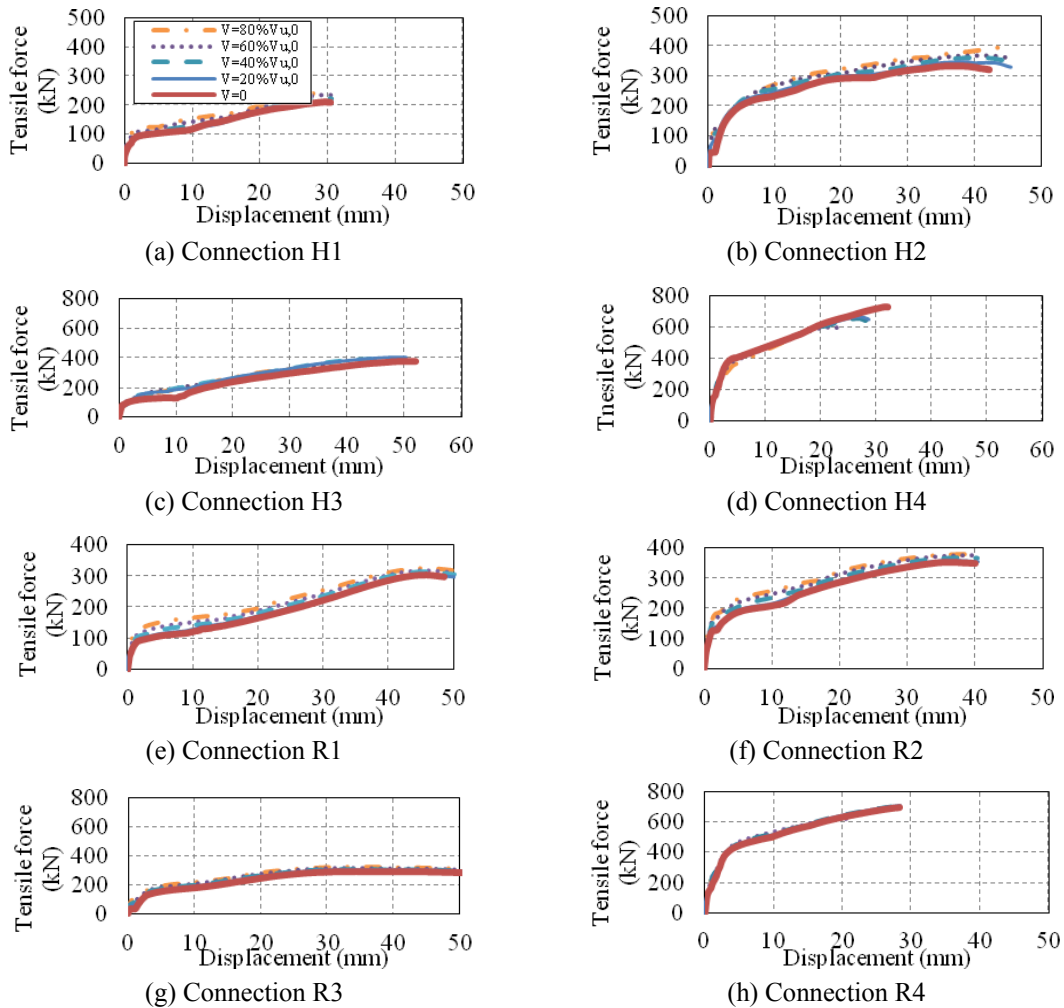 Tensile force
(kN)
500
400
300
200
100
0
V=80%Vu,0
V=60%Vu,0
V=40%Vu,0
V=20%Vu,0
V=0
0 10 20 30 40 50
Displacement (mm)
(a) Connection H1
Tensile force
(kN)
500
400
300
200
100
0
0 10 20 30 40 50
Displacement (mm)
(b) Connection H2
Tensile force
(kN)
800
600
400
200
0
0 10 20 30 40 50 60
Displacement (mm)
(c) Connection H3
Tnesile force
(kN)
800
600
400
200
0
0 10 20 30 40 50 60
Displacement (mm)
(d) Connection H4
Tensile force
(kN)
400
300
200
100
0
0 10 20 30 40 50
Displacement (mm)
(e) Connection R1
Tensile force
(kN)
400
300
200
100
0
0 10 20 30 40 50
Displacement (mm)
(f) Connection R2
Tensile force
(kN)
800
600
400
200
0
0 10 20 30 40 50
Displacement (mm)
(g) Connection R3
Tensile force
(kN)
800
600
400
200
0
0 10 20 30 40 50
Displacement (mm)
(h) Connection R4